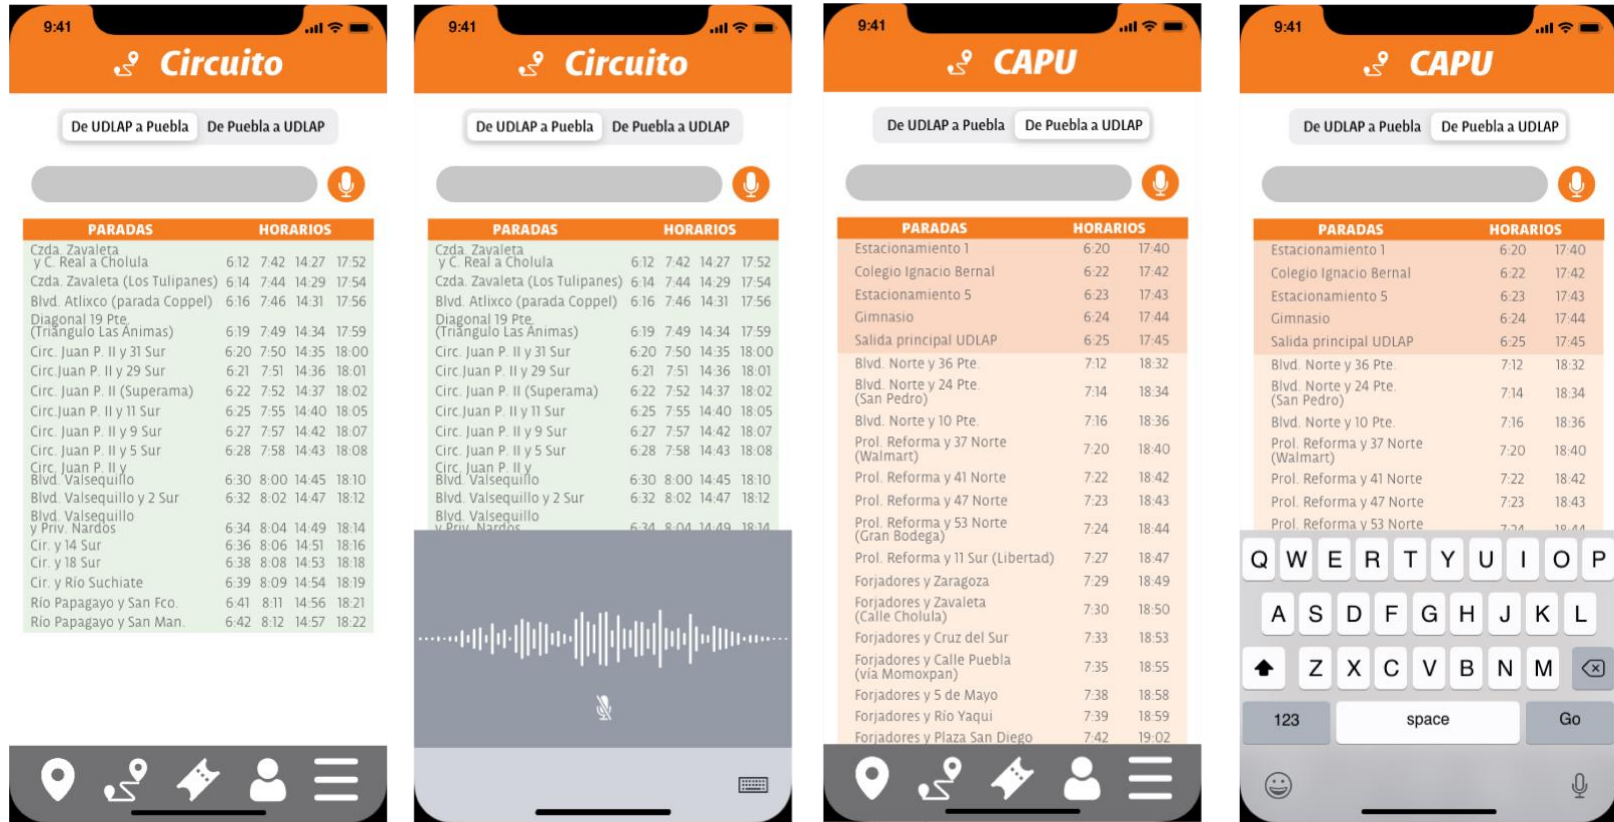 9:41
Circuito
De UDLAP a Puebla De Puebla a UDLAP
PARADAS HORARIOS
Czda. Zavaleta
y C. Real a Cholula 6:12 7:42 14:27 17:52
Czda. Zavaleta (Los Tulipanes) 6:14 7:44 14:29 17:54
Blvd. Atlixco (parada Coppel) 6:16 7:46 14:31 17:56
Diagonal 19 Pte.
(Triángulo Las Ánimas) 6:19 7:49 14:34 17:59
Circ. Juan P. II y 31 Sur 6:20 7:50 14:35 18:00
Circ.Juan P. II y 29 Sur 6:21 7:51 14:36 18:01
Circ. Juan P. II (Superama) 6:22 7:52 14:37 18:02
Circ.Juan P. II y 11 Sur 6:25 7:55 14:40 18:05
Circ. Juan P. II y 9 Sur 6:27 7:57 14:42 18:07
Circ. Juan P. II y 5 Sur 6:28 7:58 14:43 18:08
Circ. Juan P. II y
Blvd. Valsequillo 6:30 8:00 14:45 18:10
Blvd. Valsequillo y 2 Sur 6:32 8:02 14:47 18:12
Blvd. Valsequillo
y Priv. Nardos 6:34 8:04 14:49 18:14
Cir. y 14 Sur 6:36 8:06 14:51 18:16
Cir. y 18 Sur 6:38 8:08 14:53 18:18
Cir. y Río Suchiate 6:39 8:09 14:54 18:19
Río Papagayo y San Fco. 6:41 8:11 14:56 18:21
Río Papagayo y San Man. 6:42 8:12 14:57 18:22
9:41
Circuito
De UDLAP a Puebla De Puebla a UDLAP
PARADAS HORARIOS
Czda. Zavaleta
y C. Real a Cholula 6:12 7:42 14:27 17:52
Czda. Zavaleta (Los Tulipanes) 6:14 7:44 14:29 17:54
Blvd. Atlixco (parada Coppel) 6:16 7:46 14:31 17:56
Diagonal 19 Pte.
(Triángulo Las Ánimas) 6:19 7:49 14:34 17:59
Circ. Juan P. II y 31 Sur 6:20 7:50 14:35 18:00
Circ.Juan P. II y 29 Sur 6:21 7:51 14:36 18:01
Circ. Juan P. II (Superama) 6:22 7:52 14:37 18:02
Circ.Juan P. II y 11 Sur 6:25 7:55 14:40 18:05
Circ. Juan P. II y 9 Sur 6:27 7:57 14:42 18:07
Circ. Juan P. II y 5 Sur 6:28 7:58 14:43 18:08
Circ. Juan P. II y
Blvd. Valsequillo 6:30 8:00 14:45 18:10
Blvd. Valsequillo y 2 Sur 6:32 8:02 14:47 18:12
Blvd. Valsequillo
y Priv. Nardos 6:34 8:04 14:49 18:14
9:41
CAPU
De UDLAP a Puebla De Puebla a UDLAP
PARADAS HORARIOS
Estacionamiento 1 6:20 17:40
Colegio Ignacio Bernal 6:22 17:42
Estacionamiento 5 6:23 17:43
Gimnasio 6:24 17:44
Salida principal UDLAP 6:25 17:45
Blvd. Norte y 36 Pte. 7:12 18:32
Blvd. Norte y 24 Pte.
(San Pedro) 7:14 18:34
Blvd. Norte y 10 Pte. 7:16 18:36
Prol. Reforma y 37 Norte
(Walmart) 7:20 18:40
Prol. Reforma y 41 Norte 7:22 18:42
Prol. Reforma y 47 Norte 7:23 18:43
Prol. Reforma y 53 Norte
(Gran Bodega) 7:24 18:44
Prol. Reforma y 11 Sur (Libertad) 7:27 18:47
Forjadores y Zaragoza 7:29 18:49
Forjadores y Zavaleta
(Calle Cholula) 7:30 18:50
Forjadores y Cruz del Sur 7:33 18:53
Forjadores y Calle Puebla
(vía Momoxpan) 7:35 18:55
Forjadores y 5 de Mayo 7:38 18:58
Forjadores y Río Yaqui 7:39 18:59
Forjadores y Plaza San Diego 7:42 19:02
9:41
CAPU
De UDLAP a Puebla De Puebla a UDLAP
PARADAS HORARIOS
Estacionamiento 1 6:20 17:40
Colegio Ignacio Bernal 6:22 17:42
Estacionamiento 5 6:23 17:43
Gimnasio 6:24 17:44
Salida principal UDLAP 6:25 17:45
Blvd. Norte y 36 Pte. 7:12 18:32
Blvd. Norte y 24 Pte.
(San Pedro) 7:14 18:34
Blvd. Norte y 10 Pte. 7:16 18:36
Prol. Reforma y 37 Norte
(Walmart) 7:20 18:40
Prol. Reforma y 41 Norte 7:22 18:42
Prol. Reforma y 47 Norte 7:23 18:43
Prol. Reforma y 53 Norte 7:24 18:44
Q W E R T Y U I O P
A S D F G H J K L
Z X C V B N M
123 space Go